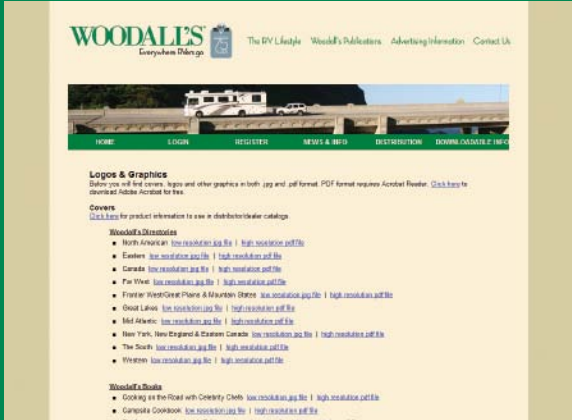 WOODALL'S
Everywhere RVers go
The RV Lifestyle Woodall's Publications Advertising Information Contact Us
HOME LOGIN REGISTER NEWS & INFO DISTRIBUTION DOWNLOADABLE INFO
Logos & Graphics
Below you will find covers, logos and other graphics in both .jpg and .pdf format. PDF format requires Acrobat Reader. Click here to
download Adobe Acrobat for free.
Covers
Click here for product information to use in distributor/dealer catalogs.
Woodall's Directories
North American low resolution jpg file | high resolution pdf file
Eastern low resolution jpg file | high resolution pdf file
Canada low resolution jpg file | high resolution pdf file
Far West low resolution jpg file | high resolution pdf file
Frontier West/Great Plains & Mountain States low resolution jpg file | high resolution pdf file
Great Lakes low resolution jpg file | high resolution pdf file
Mid Atlantic low resolution jpg file | high resolution pdf file
New York, New England & Eastern Canada low resolution jpg file | high resolution pdf file
The South low resolution jpg file | high resolution pdf file
Western low resolution jpg file | high resolution pdf file
Woodall's Books
Cooking on the Road with Celebrity Chefs low resolution jpg file | high resolution pdf file
Campsite Cookbook low resolution jpg file | high resolution pdf file